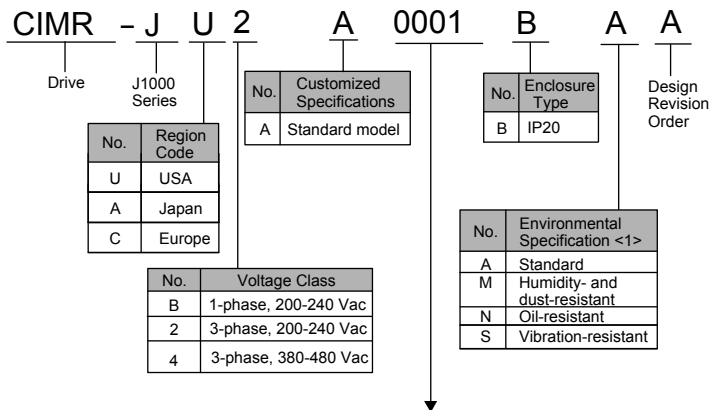 CIMR - J U 2 A 0001 B A A
Drive
J1000
Series
Design
Revision
Order
No. Customized
Specifications
A Standard model
No. Enclosure
Type
B IP20
No. Region
Code
U USA
A Japan
C Europe
No. Environmental
Specification <1>
A Standard
M Humidity- and
dust-resistant
N Oil-resistant
S Vibration-resistant
No. Voltage Class
B 1-phase, 200-240 Vac
2 3-phase, 200-240 Vac
4 3-phase, 380-480 Vac